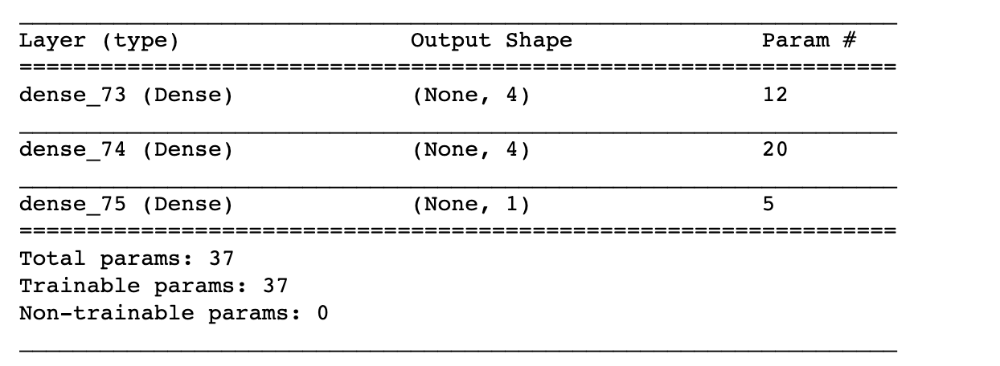 _________________________________________________________________
Layer (type)                 Output Shape              Param #
=================================================================
dense_73 (Dense)             (None, 4)                 12
_________________________________________________________________
dense_74 (Dense)             (None, 4)                 20
_________________________________________________________________
dense_75 (Dense)             (None, 1)                 5
=================================================================
Total params: 37
Trainable params: 37
Non-trainable params: 0
_________________________________________________________________